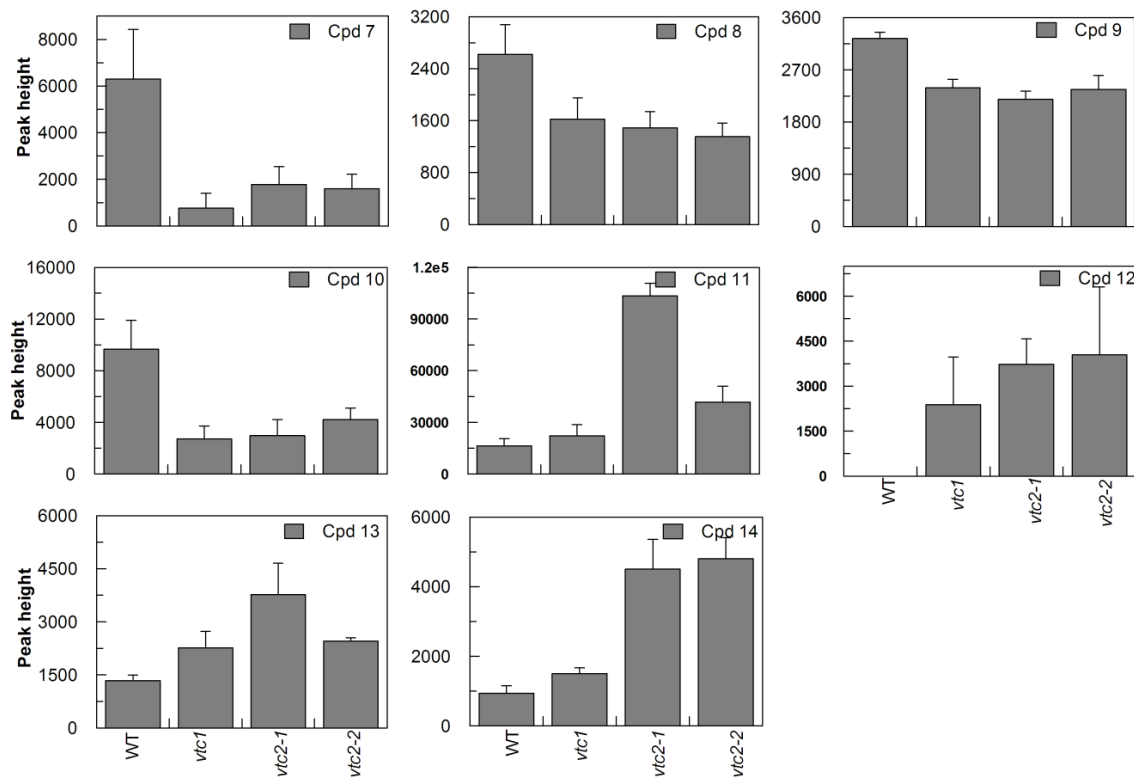 Peak height
8000
6000
4000
2000
0
Cpd 7
3200
2400
1600
800
0
Cpd 8
3600
2700
1800
900
0
Cpd 9
Peak height
16000
12000
8000
4000
0
Cpd 10
1.2e5
90000
60000
30000
0
Cpd 11
6000
4500
3000
1500
0
Cpd 12
WT
vtc1
vtc2-1
vtc2-2
Peak height
6000
4500
3000
1500
0
Cpd 13
WT
vtc1
vtc2-1
vtc2-2
6000
4000
2000
0
Cpd 14
WT
vtc1
vtc2-1
vtc2-2